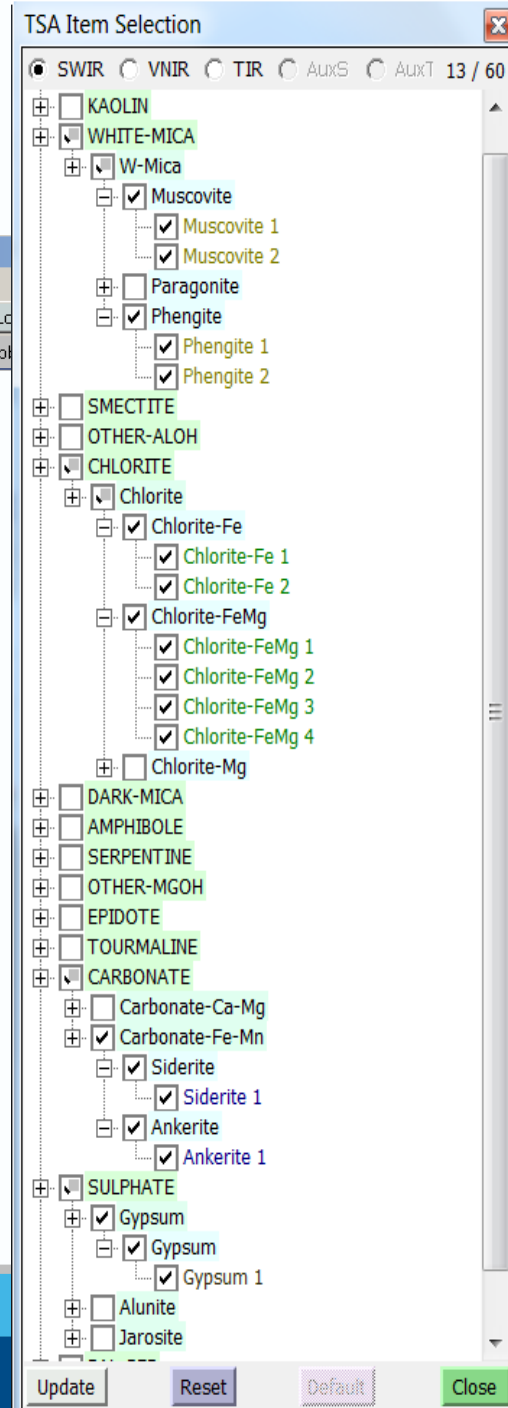 TSA Item Selection
SWIR VNIR TIR AuxS AuxT 13 / 60
KAOLIN
WHITE-MICA
W-Mica
Muscovite
Muscovite 1
Muscovite 2
Paragonite
Phengite
Phengite 1
Phengite 2
SMECTITE
OTHER-ALOH
CHLORITE
Chlorite
Chlorite-Fe
Chlorite-Fe 1
Chlorite-Fe 2
Chlorite-FeMg
Chlorite-FeMg 1
Chlorite-FeMg 2
Chlorite-FeMg 3
Chlorite-FeMg 4
Chlorite-Mg
DARK-MICA
AMPHIBOLE
SERPENTINE
OTHER-MGOH
EPIDOTE
TOURMALINE
CARBONATE
Carbonate-Ca-Mg
Carbonate-Fe-Mn
Siderite
Siderite 1
Ankerite
Ankerite 1
SULPHATE
Gypsum
Gypsum
Gypsum 1
Alunite
Jarosite
Update Reset Default Close